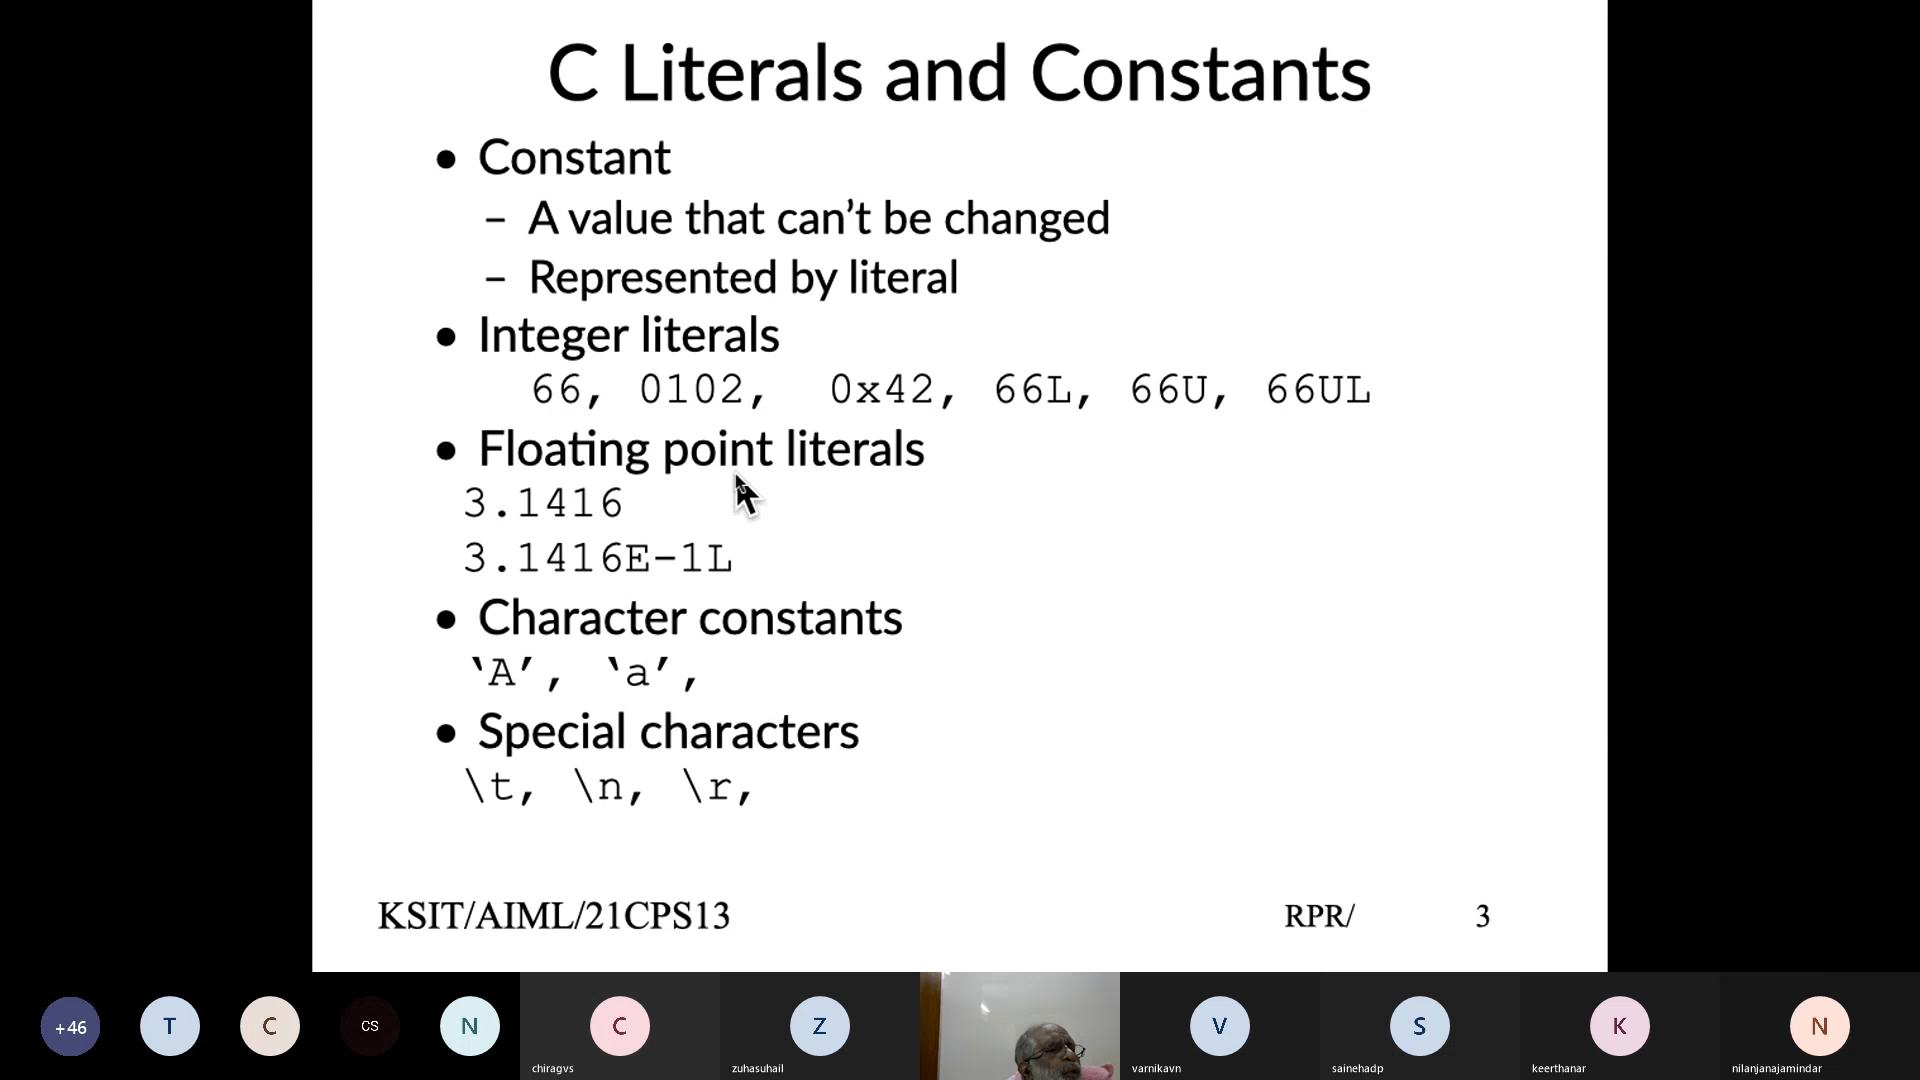 C Literals and Constants
• Constant
– A value that can’t be changed
– Represented by literal
• Integer literals
66, 0102, 0x42, 66L, 66U, 66UL
• Floating point literals
3.1416
3.1416E-1L
• Character constants
‘A’, ‘a’,
• Special characters
\t, \n, \r,
KSIT/AIML/21CPS13 RPR/ 3
+46 T C CS N C Z V S K N
chiragvs zuhasuhail varnikavn sainehadp keerthanar nilanjanajamindar